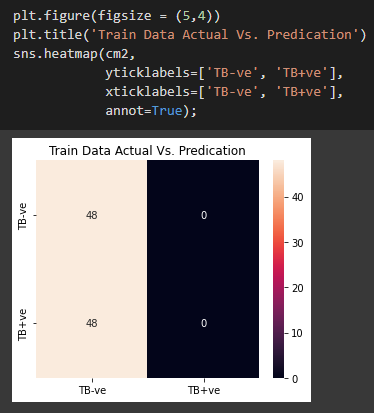 plt.figure(figsize = (5,4))
plt.title('Train Data Actual Vs. Predication')
sns.heatmap(cm2,
yticklabels=['TB-ve', 'TB+ve'],
xticklabels=['TB-ve', 'TB+ve'],
annot=True);
Train Data Actual Vs. Predication
TB-ve
48
0
TB+ve
48
0
TB-ve
TB+ve
40
30
20
10
0